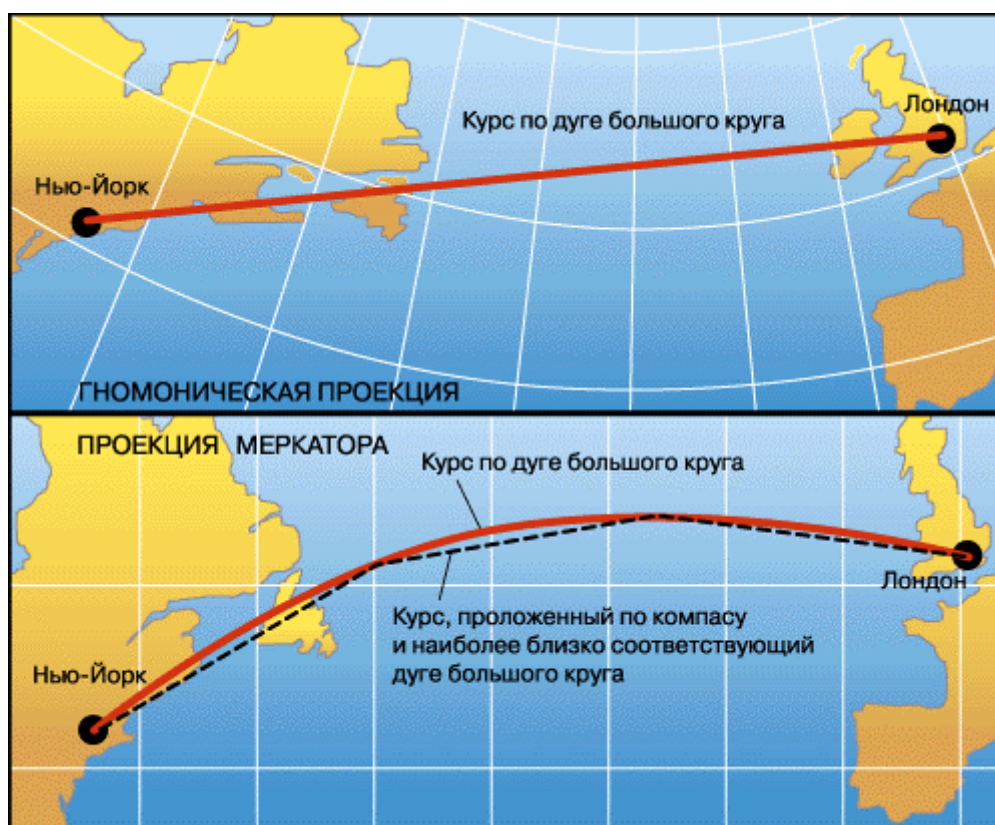 Лондон
Курс по дуге большого круга
Нью-Йорк
ГНОМОНИЧЕСКАЯ ПРОЕКЦИЯ
ПРОЕКЦИЯ МЕРКАТОРА
Курс по дуге большого круга
Лондон
Курс, проложенный по компасу
и наиболее близко соответствующий
дуге большого круга
Нью-Йорк